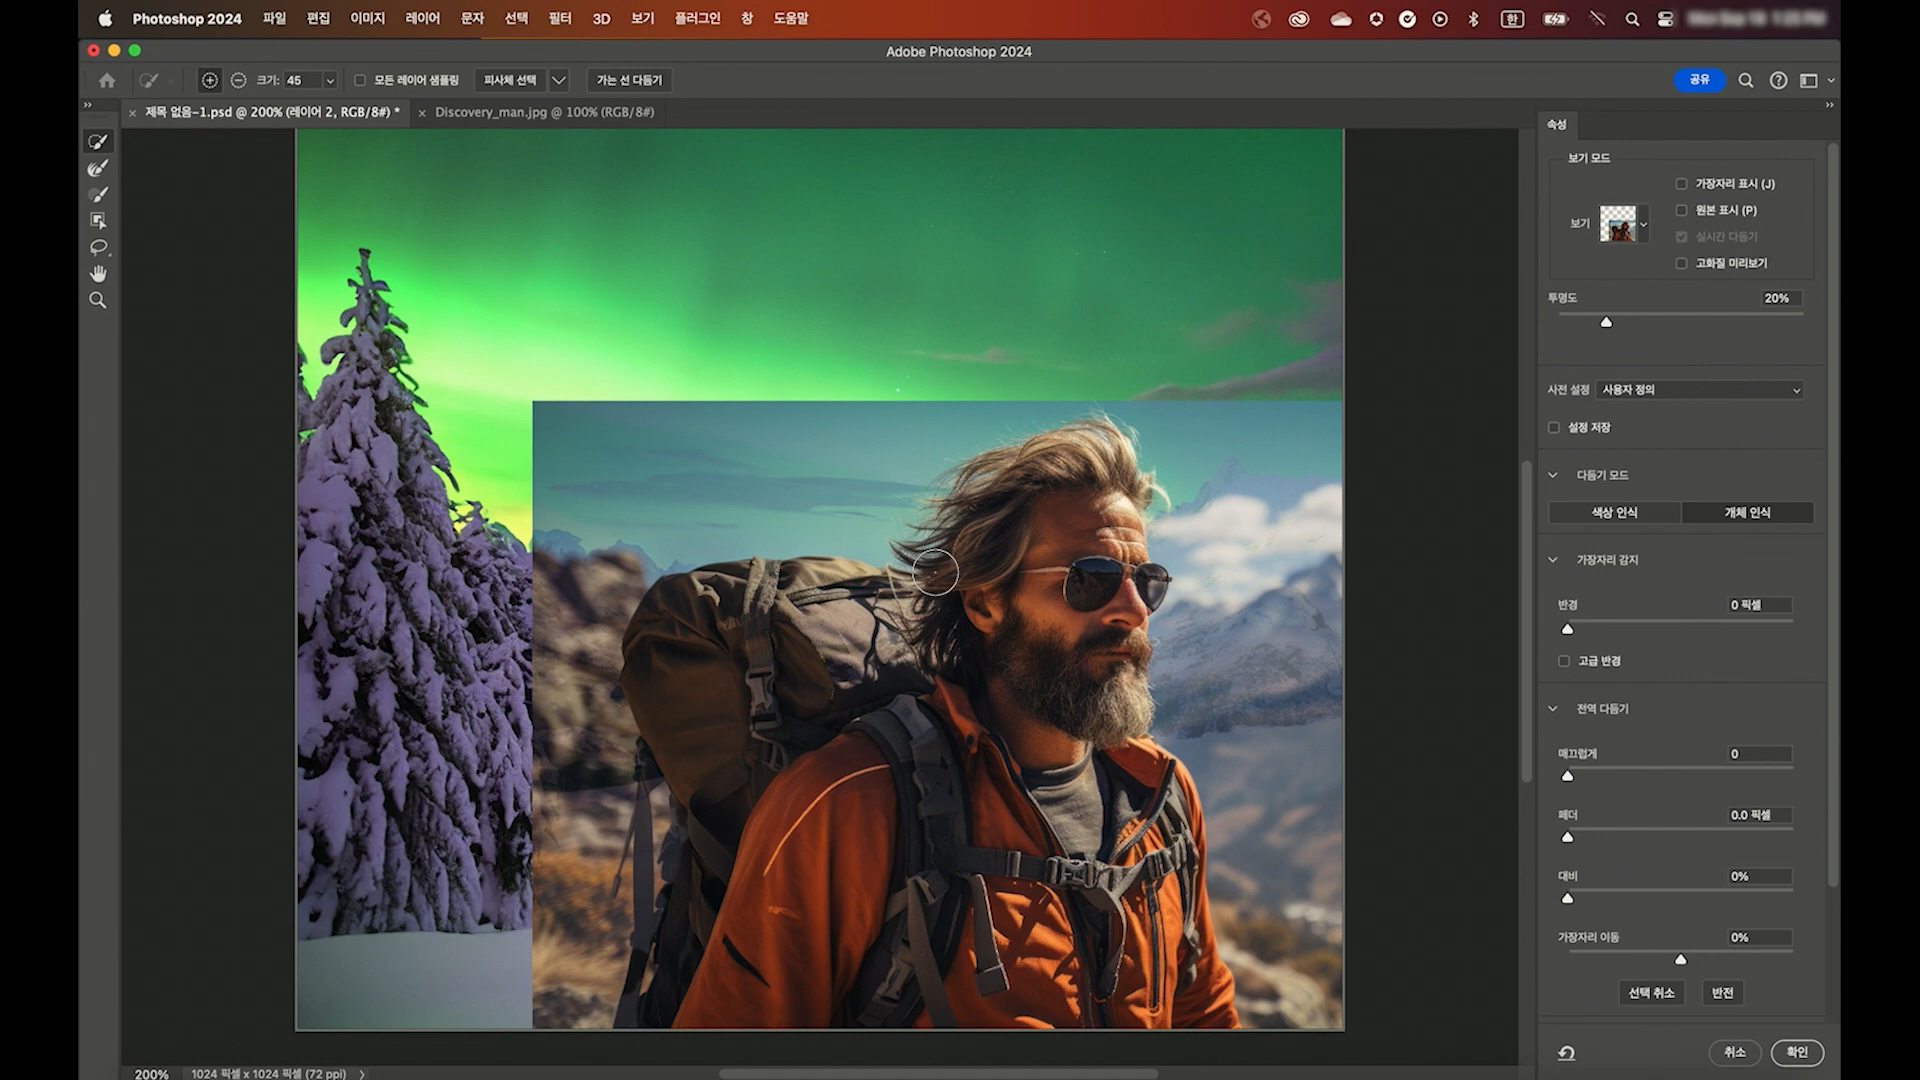 Photoshop 2024 파일 편집 이미지 레이어 문자 선택 필터 3D 보기 플러그인 창 도움말 한
Adobe Photoshop 2024
크기: 45 모든 레이어 샘플링 피사체 선택 가는 선 다듬기 공유
제목 없음-1.psd @ 200% (레이어 2, RGB/8#) * Discovery_man.jpg @ 100% (RGB/8#)
속성
보기 모드
보기
가장자리 표시 (J)
원본 표시 (P)
실시간 다듬기
고화질 미리보기
투명도 20%
사전 설정 사용자 정의
설정 저장
다듬기 모드
색상 인식 개체 인식
가장자리 감지
반경 0 픽셀
고급 반경
전역 다듬기
매끄럽게 0
페더 0.0 픽셀
대비 0%
가장자리 이동 0%
선택 취소 반전
취소 확인
200% 1024 픽셀 x 1024 픽셀 (72 ppi)